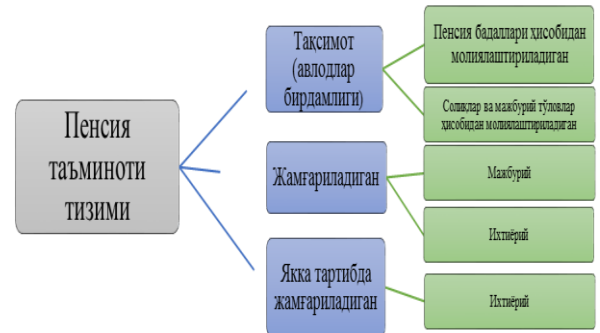 Пенсия
таъминоти
тизими
Тақсимот
(авлодлар
бирдамлиги)
Пенсия бадаллари ҳисобидан
молиялаштириладиган
Солиқлар ва мажбурий тўловлар
ҳисобидан молиялаштириладиган
Жамғариладиган
Мажбурий
Ихтиёрий
Якка тартибда
жамғариладиган
Ихтиёрий